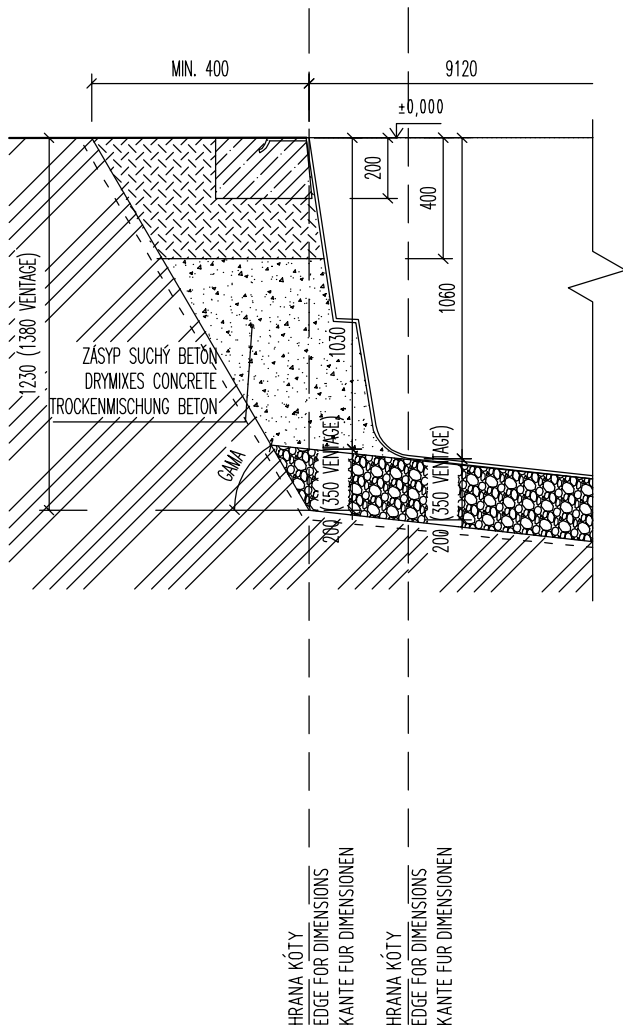 MIN. 400
9120
±0,000
200
400
1060
1030
1230 (1380 VENTAGE)
ZÁSYP SUCHÝ BETON
DRYMIXES CONCRETE
TROCKENMISCHUNG BETON
GAMA
200 (350 VENTAGE)
200 (350 VENTAGE)
HRANA KÓTY
EDGE FOR DIMENSIONS
KANTE FUR DIMENSIONEN
HRANA KÓTY
EDGE FOR DIMENSIONS
KANTE FUR DIMENSIONEN